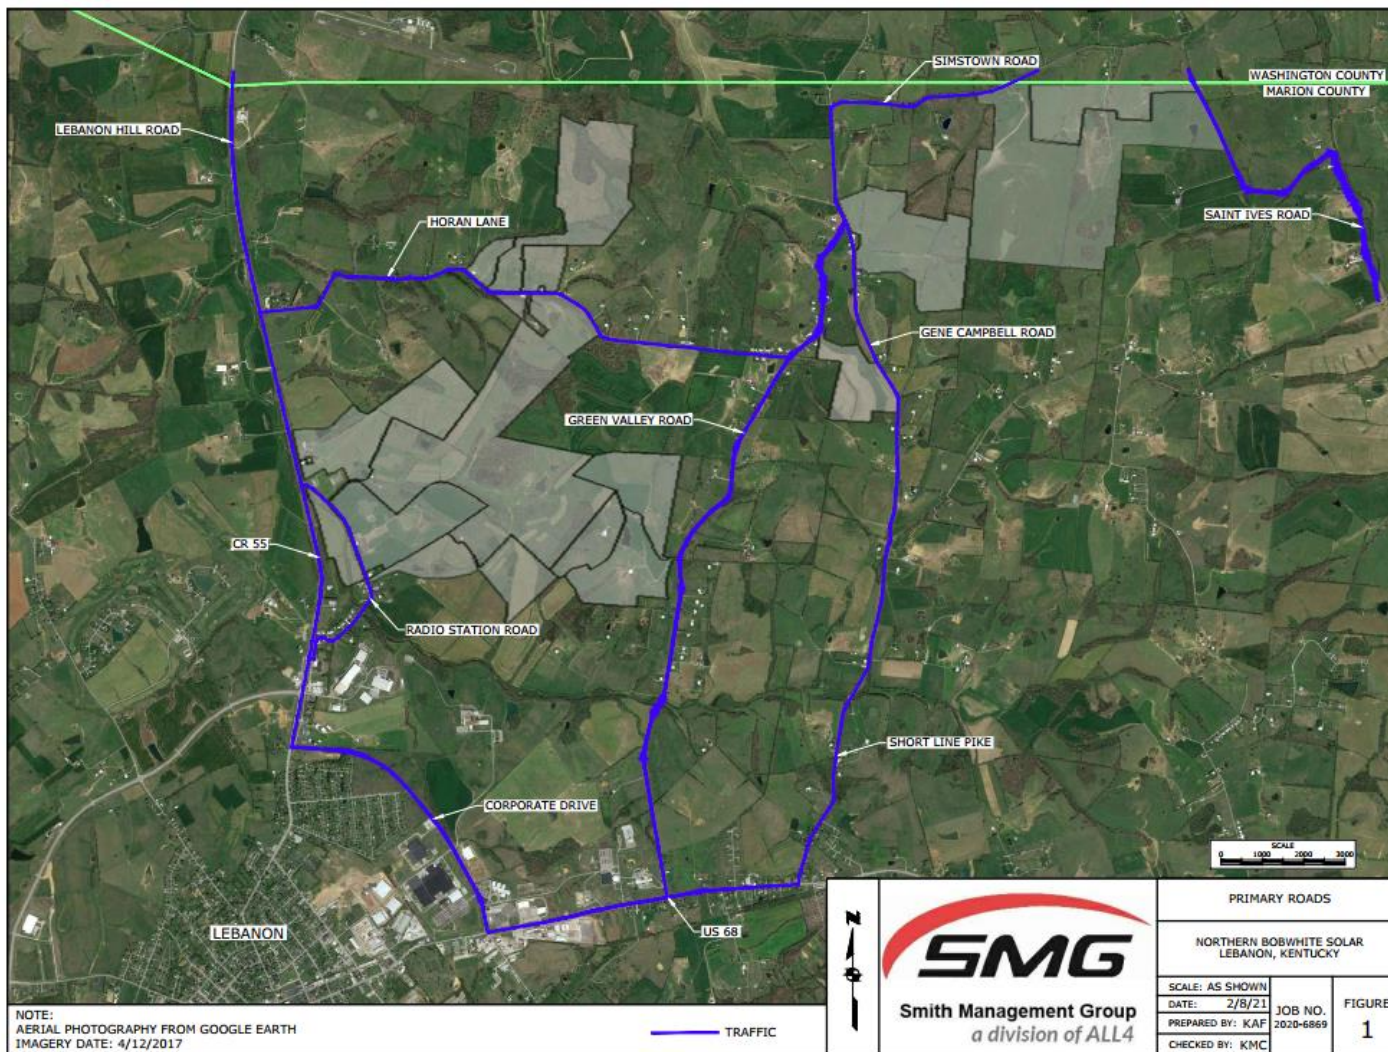 SIMSTOWN ROAD
WASHINGTON COUNTY
MARION COUNTY
LEBANON HILL ROAD
HORAN LANE
SAINT IVES ROAD
GENE CAMPBELL ROAD
GREEN VALLEY ROAD
CR 55
RADIO STATION ROAD
SHORT LINE PIKE
CORPORATE DRIVE
LEBANON
US 68
SCALE
0 1000 2000 3000
N
SMG
Smith Management Group
a division of ALL4
PRIMARY ROADS
NORTHERN BOBWHITE SOLAR
LEBANON, KENTUCKY
SCALE: AS SHOWN
DATE: 2/8/21
PREPARED BY: KAF
CHECKED BY: KMC
JOB NO.
2020-6869
FIGURE
1
NOTE:
AERIAL PHOTOGRAPHY FROM GOOGLE EARTH
IMAGERY DATE: 4/12/2017
TRAFFIC